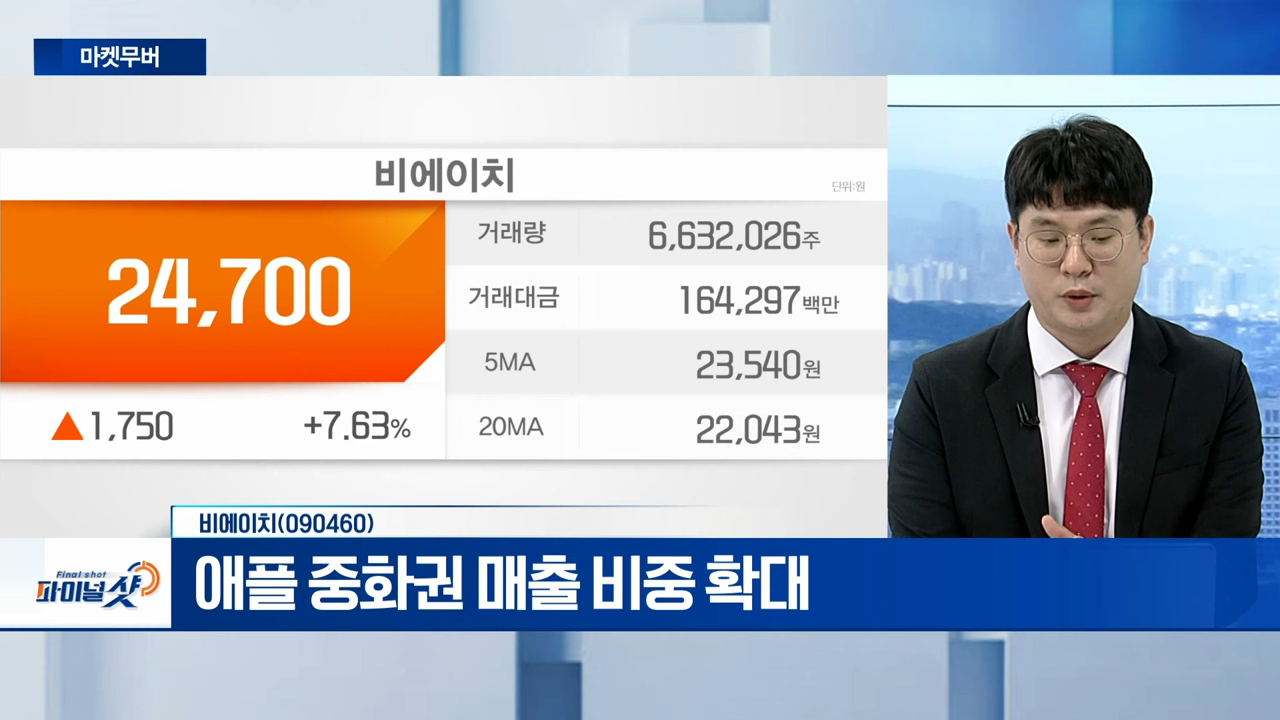 마켓무버
비에이치
단위:원
24,700
▲1,750 +7.63%
거래량 6,632,026주
거래대금 164,297백만
5MA 23,540원
20MA 22,043원
비에이치(090460)
Final shot
파이널샷
애플 중화권 매출 비중 확대